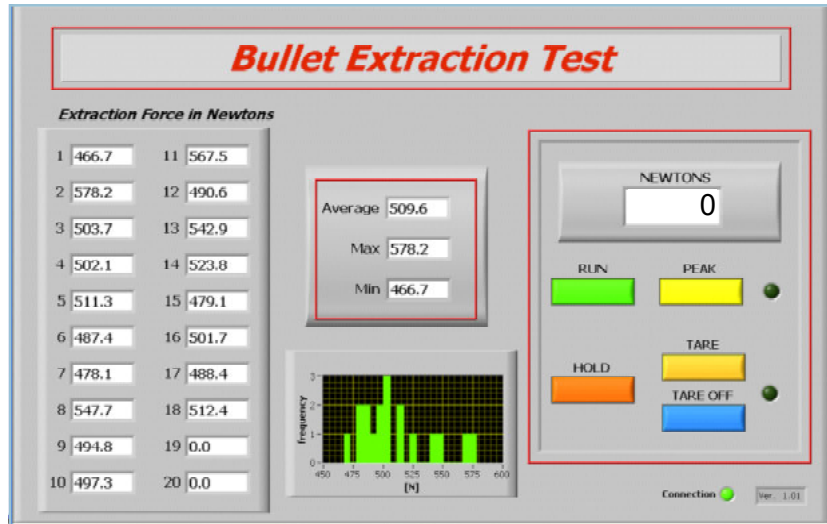 Bullet Extraction Test
Extraction Force in Newtons
1 466.7 11 567.5
2 578.2 12 490.6
3 503.7 13 542.9
4 502.1 14 523.8
5 511.3 15 479.1
6 487.4 16 501.7
7 478.1 17 488.4
8 547.7 18 512.4
9 494.8 19 0.0
10 497.3 20 0.0
Average 509.6
Max 578.2
Min 466.7
frequency
3
2
1
0
450 475 500 525 550 575 600
[N]
NEWTONS
0
RUN PEAK
TARE
HOLD
TARE OFF
Connection Ver. 1.01